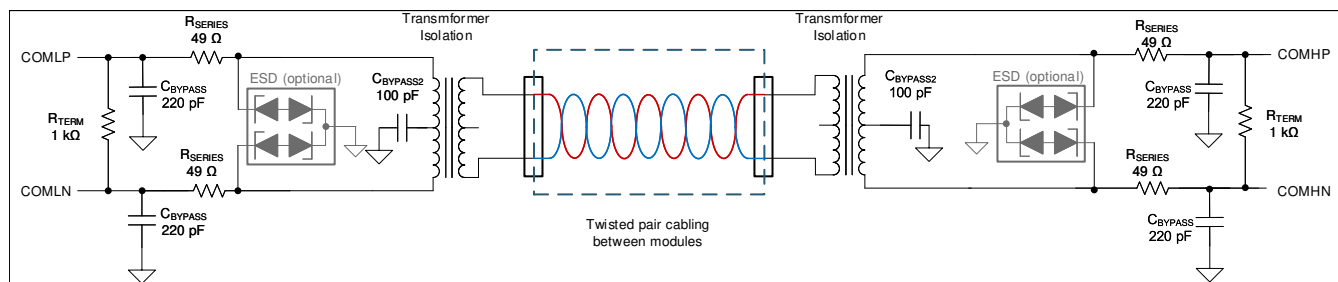 Transmformer
Isolation
Transmformer
Isolation
RSERIES
49 Ω
COMLP
CBYPASS
220 pF
RTERM
1 kΩ
ESD (optional)
CBYPASS2
100 pF
RSERIES
49 Ω
COMLN
CBYPASS
220 pF
Twisted pair cabling
between modules
CBYPASS2
100 pF
ESD (optional)
RSERIES
49 Ω
COMHP
CBYPASS
220 pF
RTERM
1 kΩ
RSERIES
49 Ω
COMHN
CBYPASS
220 pF